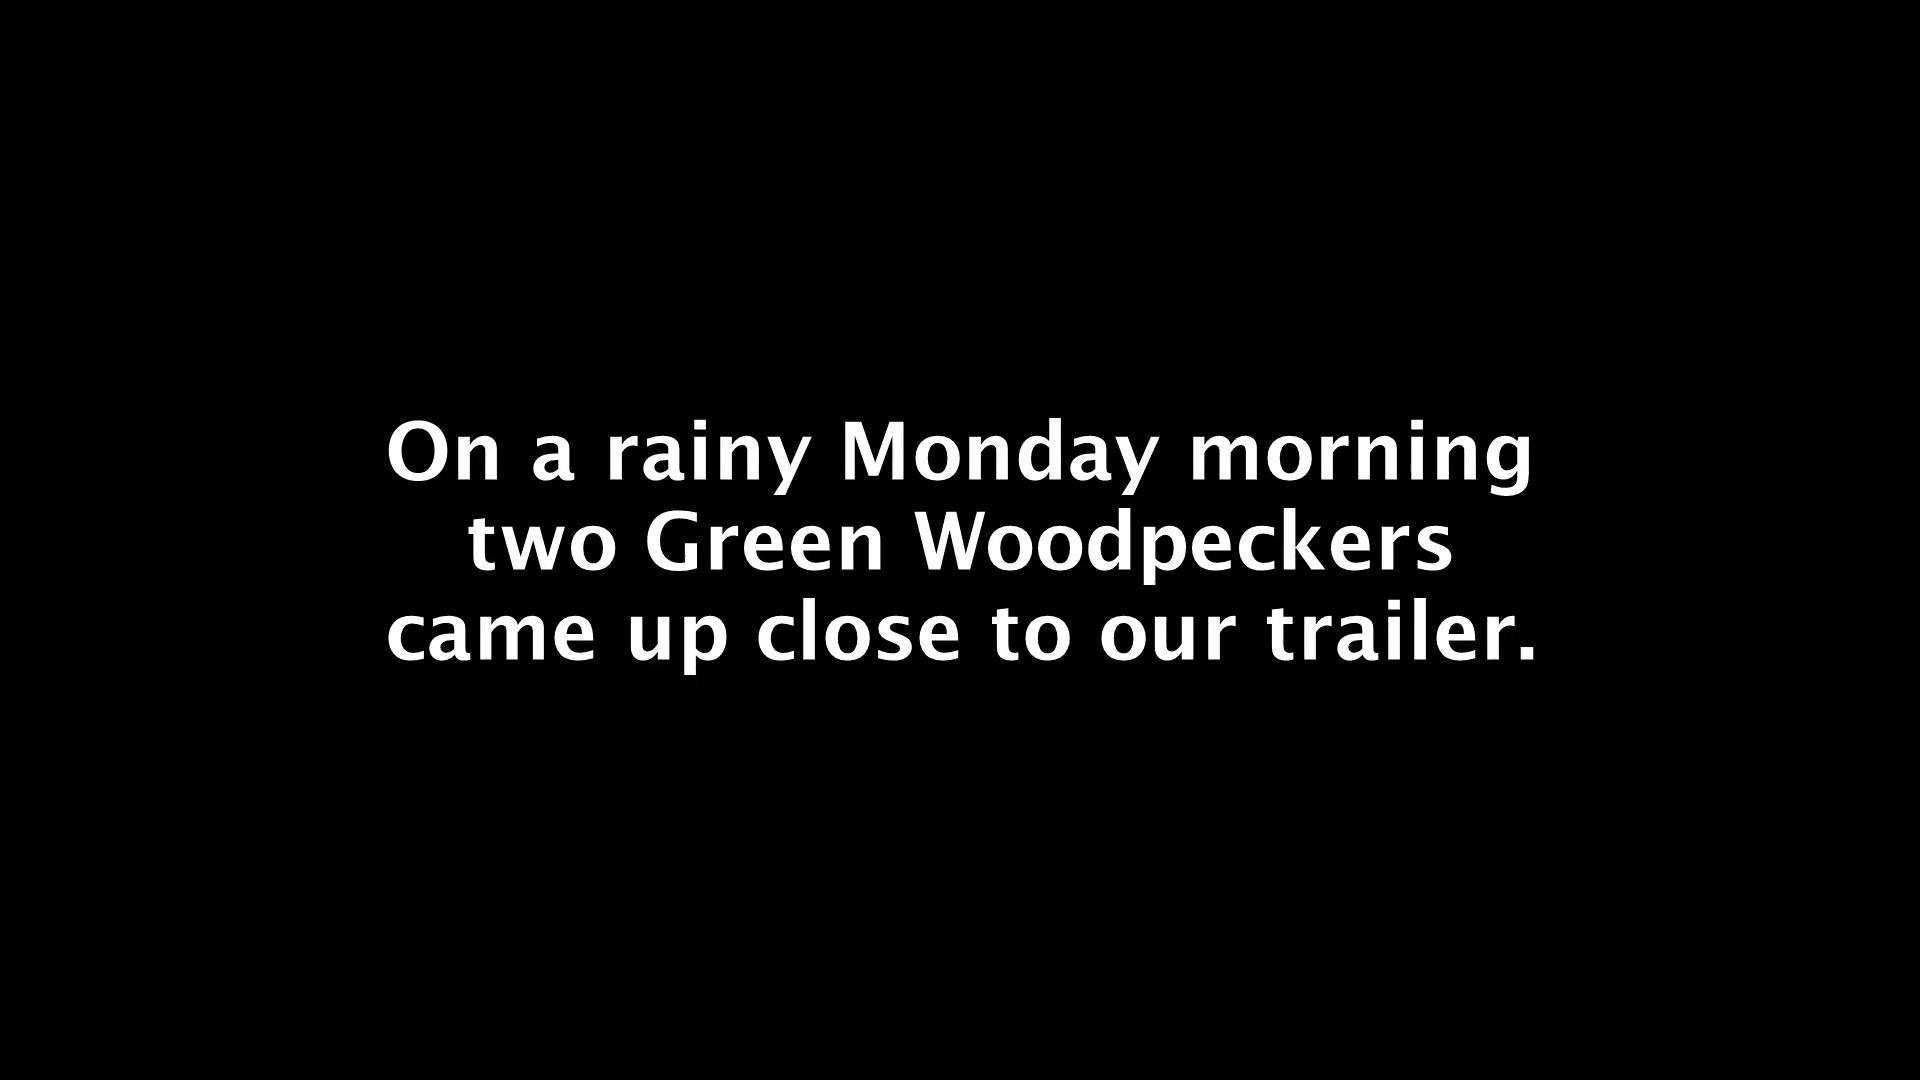 On a rainy Monday morning
two Green Woodpeckers
came up close to our trailer.